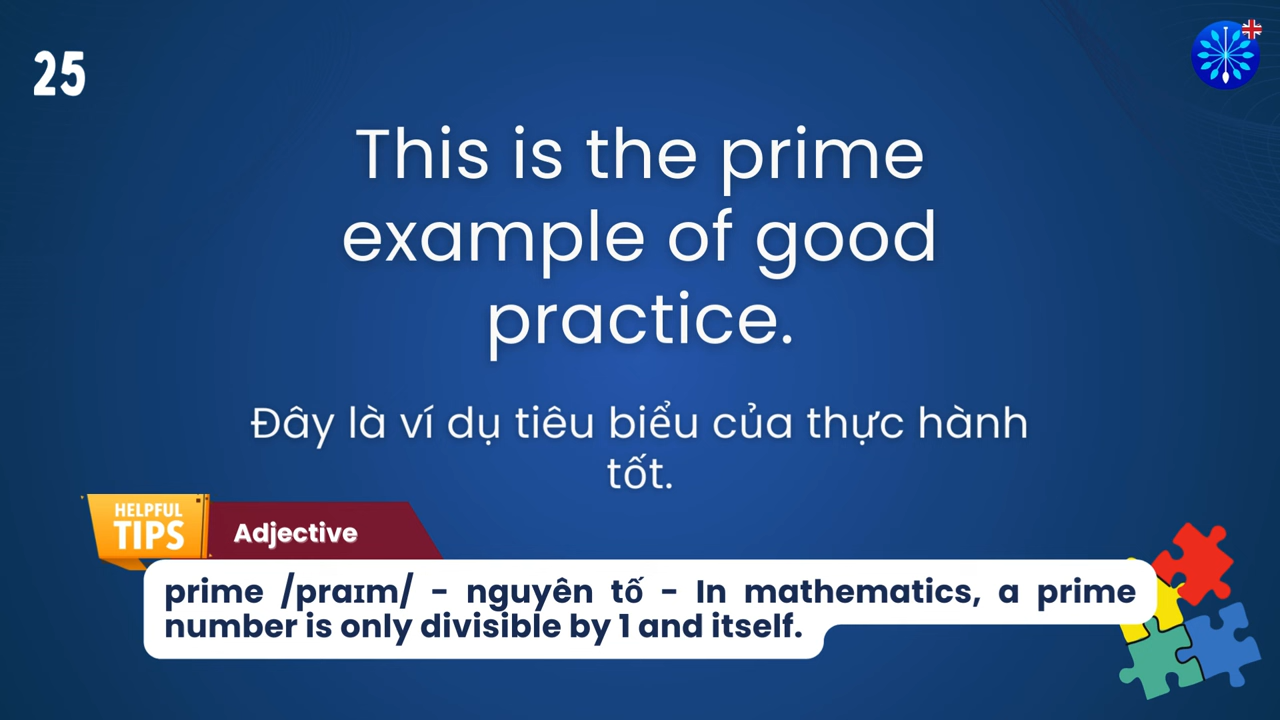 25
This is the prime
example of good
practice.
Đây là ví dụ tiêu biểu của thực hành
tốt.
HELPFUL
TIPS
Adjective
prime /praɪm/ - nguyên tố - In mathematics, a prime
number is only divisible by 1 and itself.